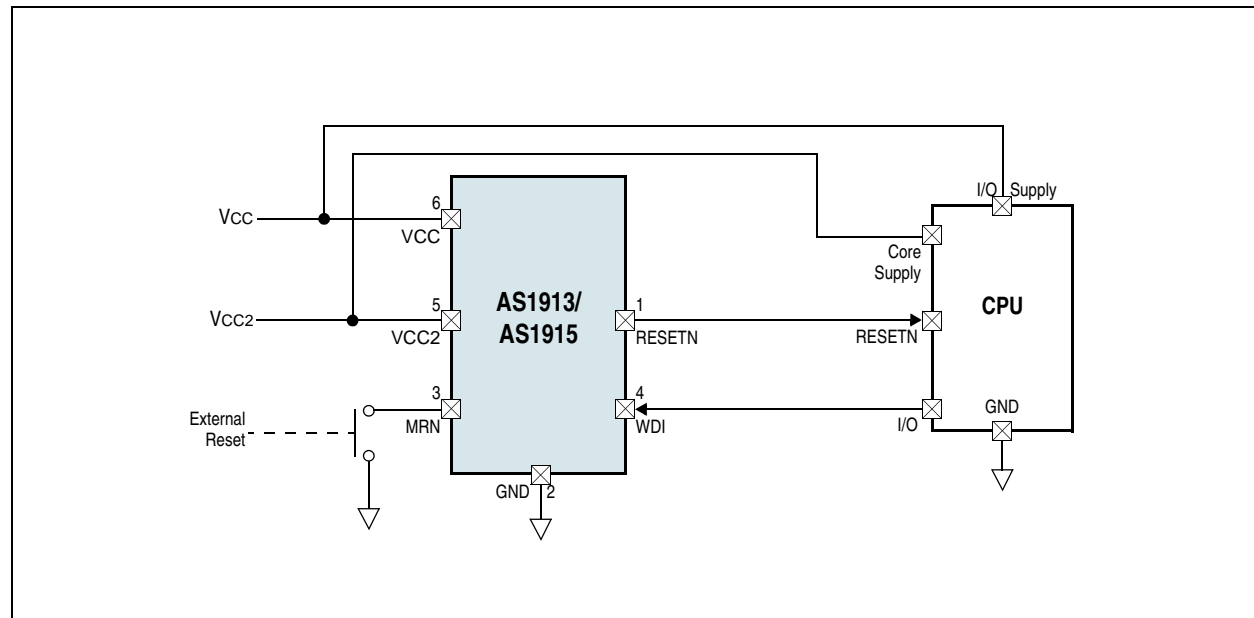 I/O Supply
VCC
6
VCC
Core
Supply
AS1913/
AS1915
CPU
VCC2
5
VCC2
1
RESETN
RESETN
3
MRN
4
WDI
I/O
GND
External
Reset
GND 2